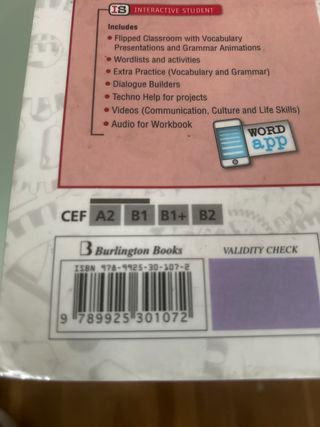 IS INTERACTIVE STUDENT
Includes
• Flipped Classroom with Vocabulary
Presentations and Grammar Animations
• Wordlists and activities
• Extra Practice (Vocabulary and Grammar)
• Dialogue Builders
• Techno Help for projects
• Videos (Communication, Culture and Life Skills)
• Audio for Workbook
WORD
app
CEF A2 B1 B1+ B2
B Burlington Books
VALIDITY CHECK
ISBN 978-9925-30-107-2
9 789925 301072